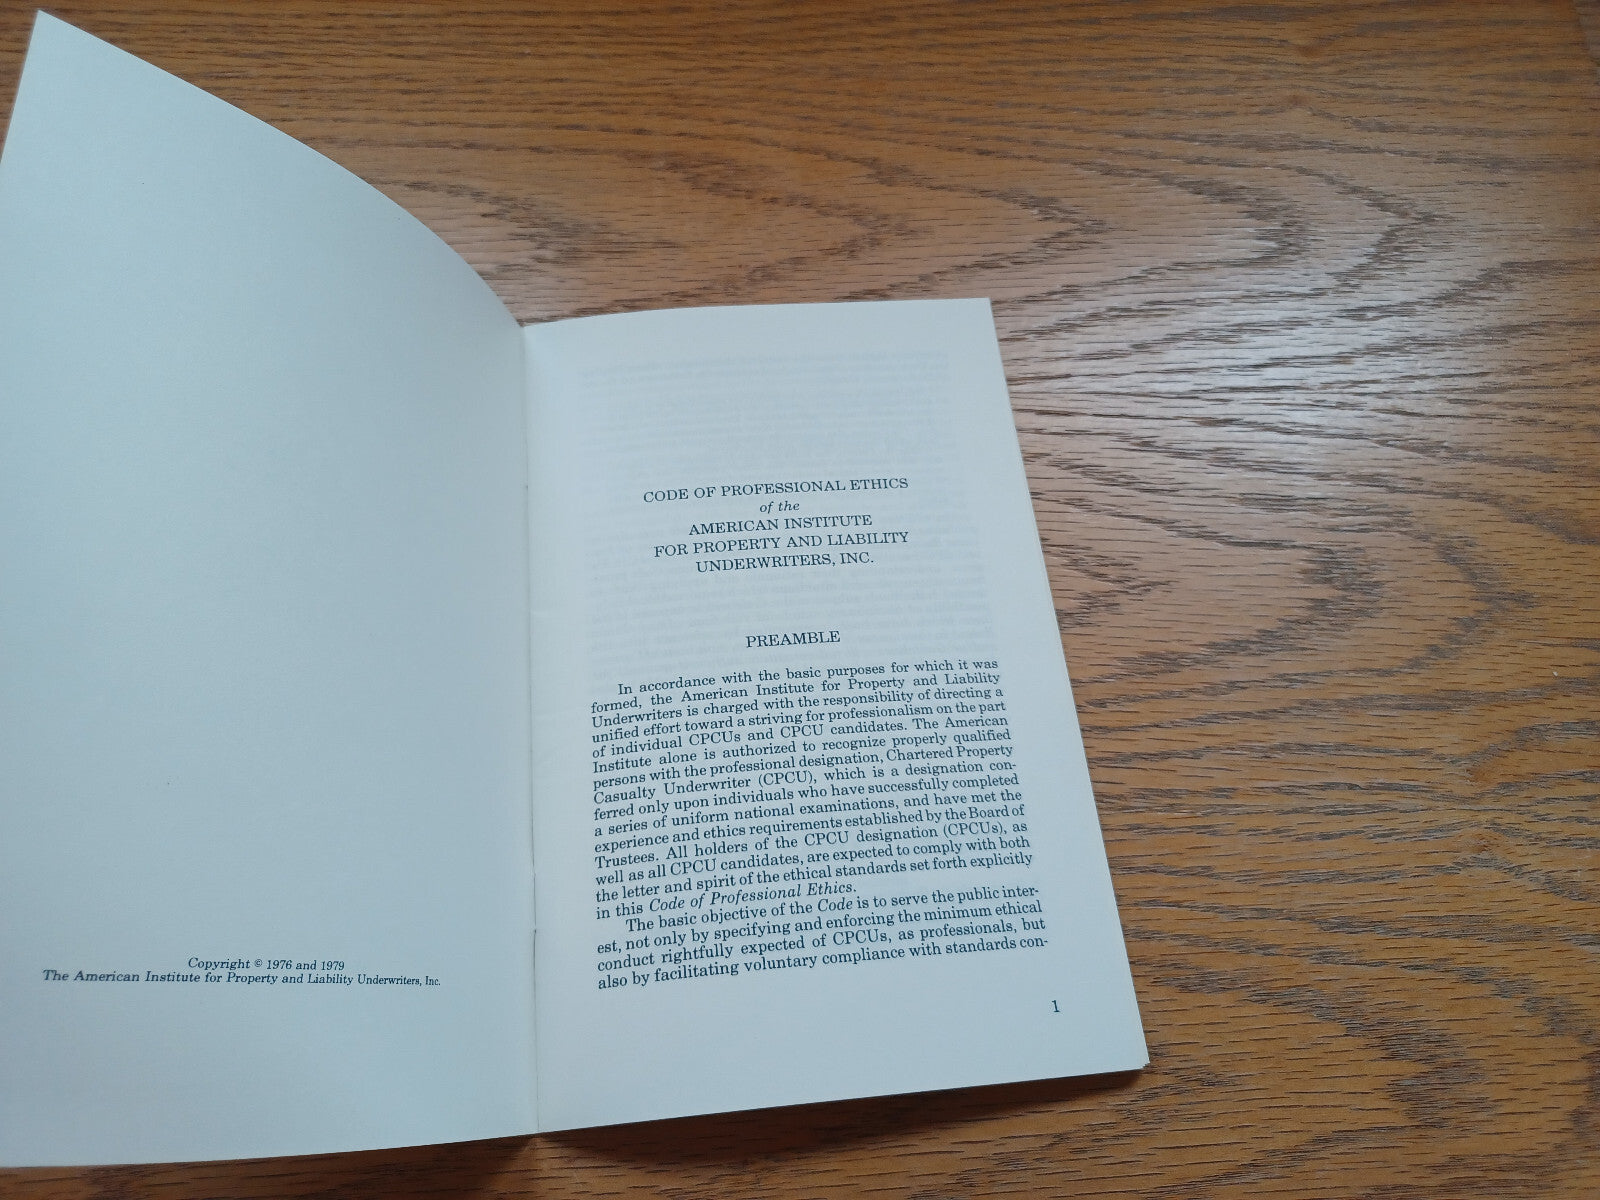 Copyright © 1976 and 1979
The American Institute for Property and Liability Underwriters, Inc.
CODE OF PROFESSIONAL ETHICS
of the
AMERICAN INSTITUTE
FOR PROPERTY AND LIABILITY
UNDERWRITERS, INC.
PREAMBLE
In accordance with the basic purposes for which it was
formed, the American Institute for Property and Liability
Underwriters is charged with the responsibility of directing a
unified effort toward a striving for professionalism on the part
of individual CPCUs and CPCU candidates. The American
Institute alone is authorized to recognize properly qualified
persons with the professional designation, Chartered Property
Casualty Underwriter (CPCU), which is a designation con-
ferred only upon individuals who have successfully completed
a series of uniform national examinations, and have met the
experience and ethics requirements established by the Board of
Trustees. All holders of the CPCU designation (CPCUs), as
well as all CPCU candidates, are expected to comply with both
the letter and spirit of the ethical standards set forth explicitly
in this Code of Professional Ethics.
The basic objective of the Code is to serve the public inter-
est, not only by specifying and enforcing the minimum ethical
conduct rightfully expected of CPCUs, as professionals, but
also by facilitating voluntary compliance with standards con-
1